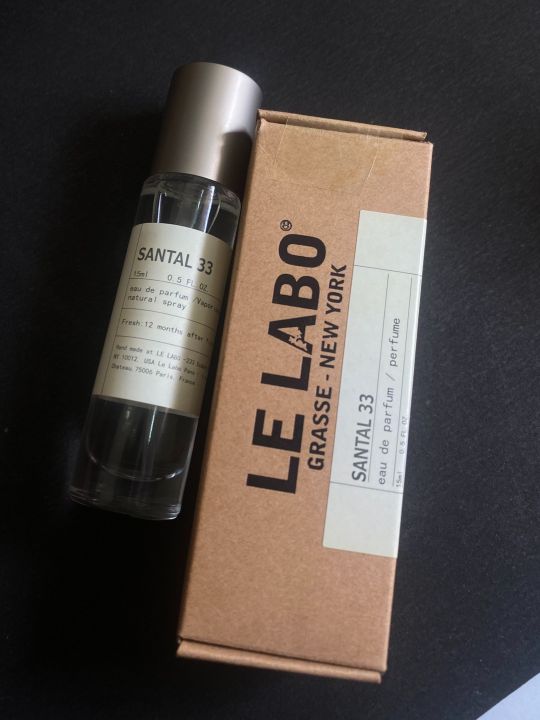 SANTAL 33
15ml 0.5 FL OZ
eau de parfum /Vapor
natural spray
Fresh:12 months after
Hand made at LE LABO -233
NY 10012. USA Le Labo
Chateau.75006 Paris. France
LE LABO®
GRASSE - NEW YORK
SANTAL 33
eau de parfum / perfume
15ml 0.5 FL OZ